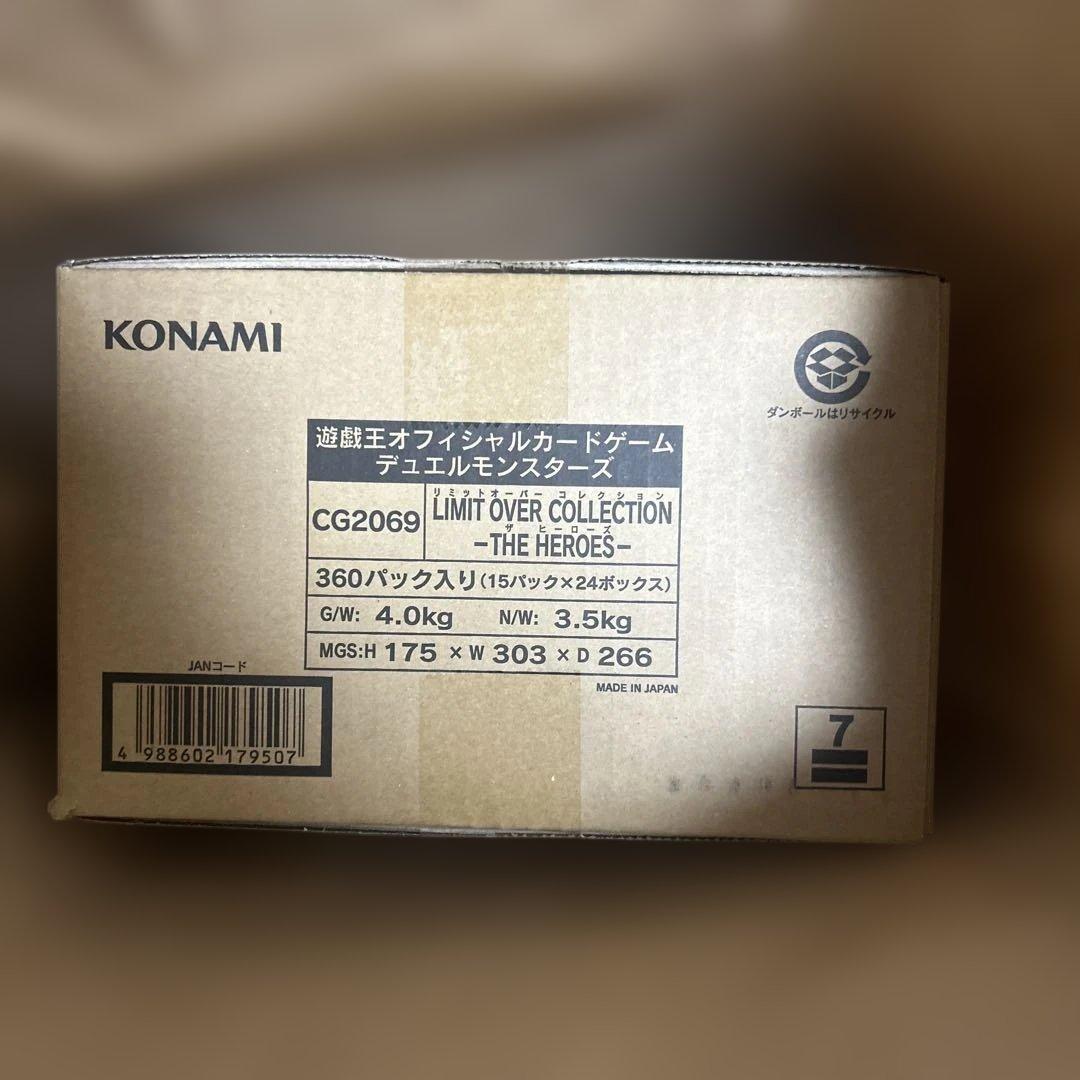 KONAMI
ダンボールはリサイクル
遊戯王オフィシャルカードゲーム
デュエルモンスターズ
CG2069
リミットオーバー コレクション
LIMIT OVER COLLECTION
ザ ヒーローズ
-THE HEROES-
360パック入り(15パック×24ボックス)
G/W: 4.0kg N/W: 3.5kg
MGS:H 175 × W 303 × D 266
MADE IN JAPAN
JANコード
4 988602 179507
7